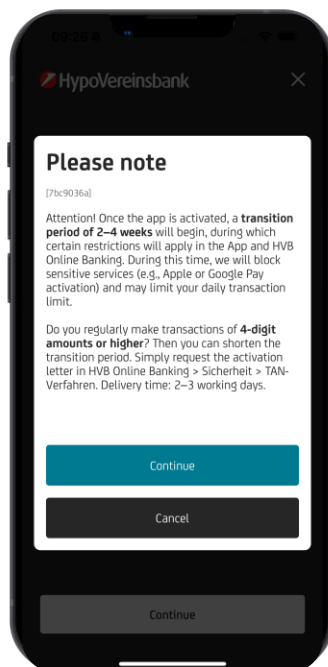 09:26
HypoVereinsbank
Please note
[7bc9036a]
Attention! Once the app is activated, a transition
period of 2–4 weeks will begin, during which
certain restrictions will apply in the App and HVB
Online Banking. During this time, we will block
sensitive services (e.g., Apple or Google Pay
activation) and may limit your daily transaction
limit.
Do you regularly make transactions of 4-digit
amounts or higher? Then you can shorten the
transition period. Simply request the activation
letter in HVB Online Banking > Sicherheit > TAN-
Verfahren. Delivery time: 2–3 working days.
Continue
Cancel
Continue